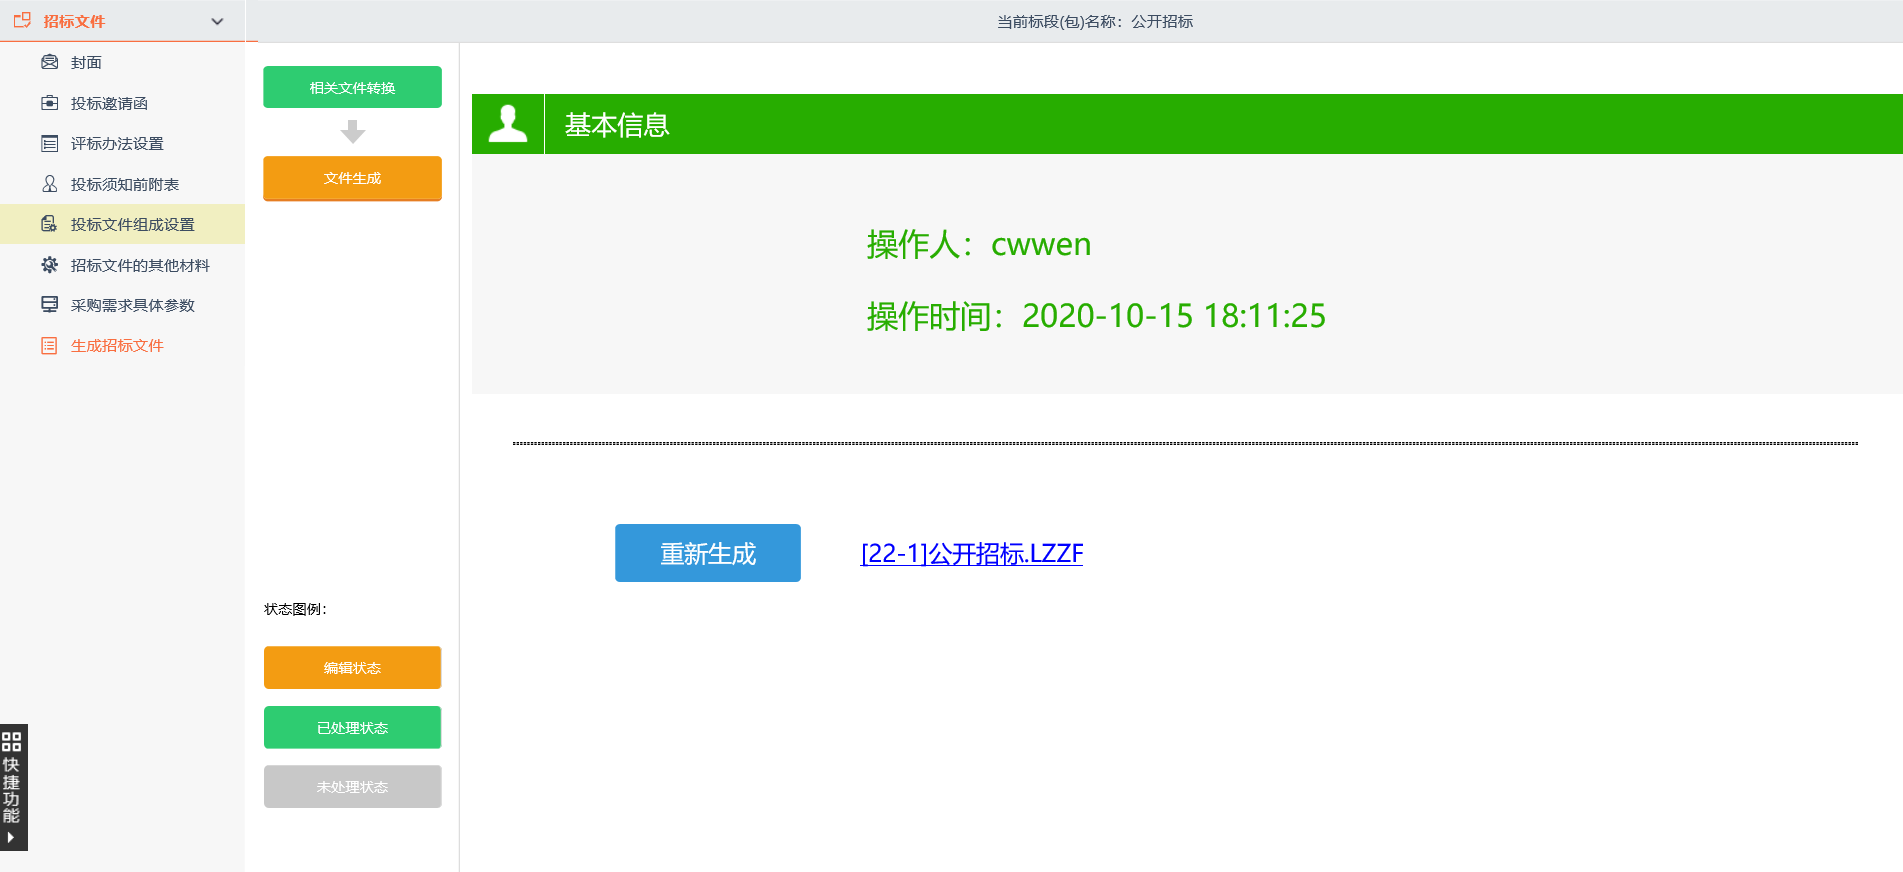 招标文件
当前标段(包)名称：公开招标
封面
投标邀请函
评标办法设置
投标须知前附表
投标文件组成设置
招标文件的其他材料
采购需求具体参数
生成招标文件
相关文件转换
文件生成
基本信息
操作人：cwwen
操作时间：2020-10-15 18:11:25
重新生成
[22-1]公开招标.LZZF
状态图例：
编辑状态
已处理状态
未处理状态
快捷功能